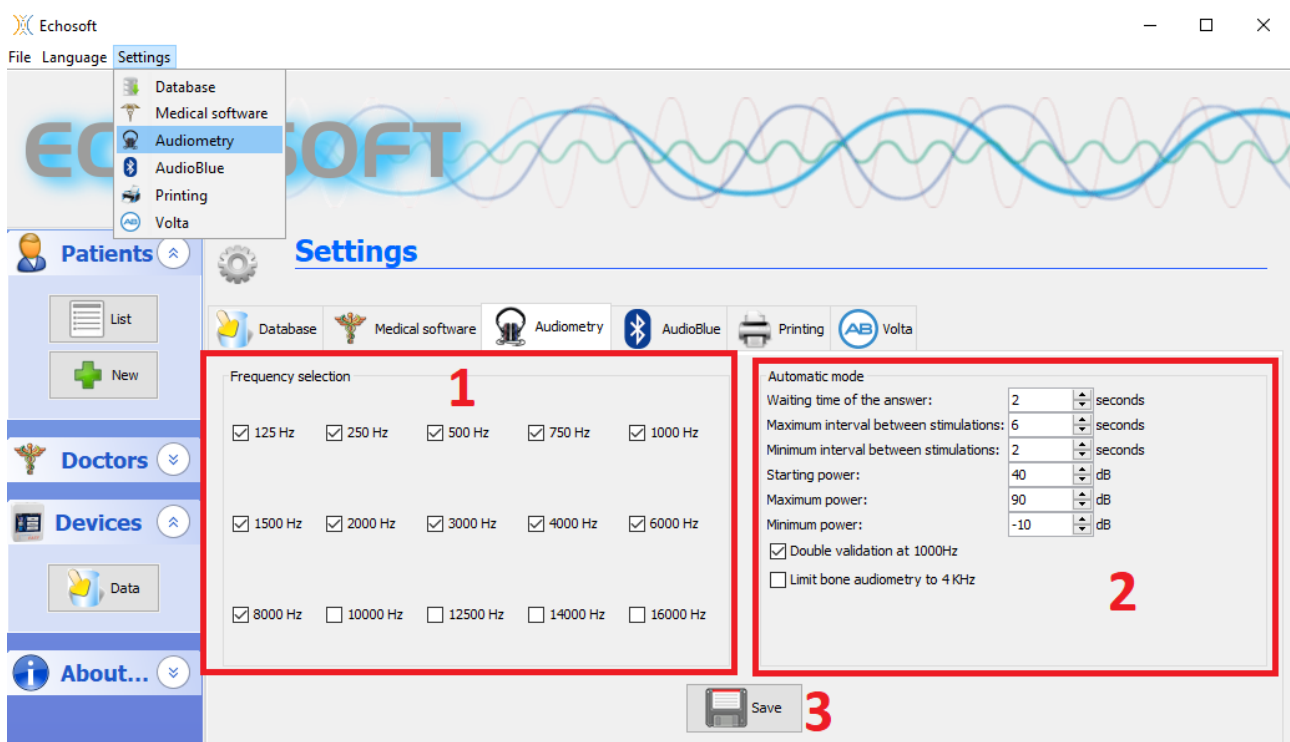 Echosoft
File Language Settings
Database
Medical software
Audiometry
AudioBlue
Printing
AB Volta
EC SOFT
Patients
Settings
List
New
Doctors
Devices
Data
About...
Database Medical software Audiometry AudioBlue Printing AB Volta
Frequency selection 1
125 Hz 250 Hz 500 Hz 750 Hz 1000 Hz
1500 Hz 2000 Hz 3000 Hz 4000 Hz 6000 Hz
8000 Hz 10000 Hz 12500 Hz 14000 Hz 16000 Hz
Automatic mode
Waiting time of the answer: 2 seconds
Maximum interval between stimulations: 6 seconds
Minimum interval between stimulations: 2 seconds
Starting power: 40 dB
Maximum power: 90 dB
Minimum power: -10 dB
Double validation at 1000Hz
Limit bone audiometry to 4 KHz
2
Save 3